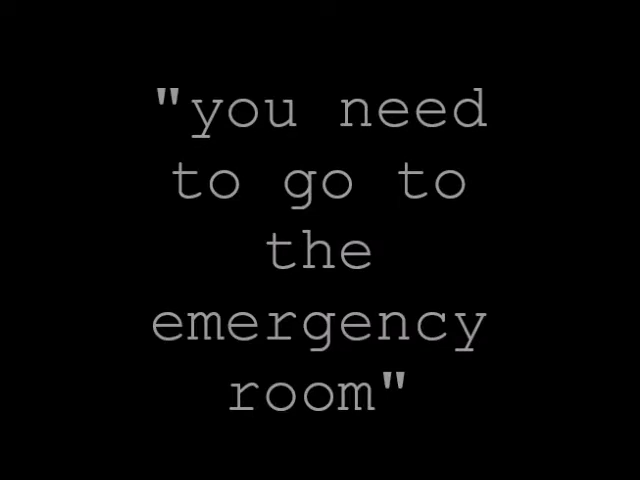 "you need
to go to
the
emergency
room"